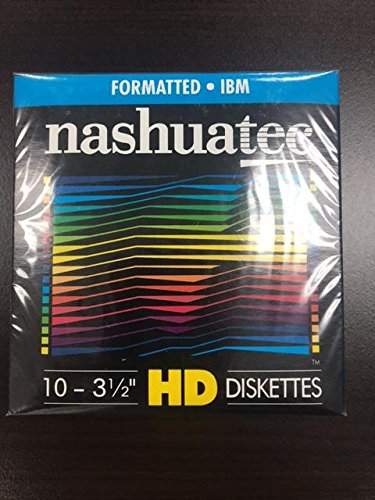 FORMATTED • IBM
nashuatec
TM
10 – 3½" HD DISKETTES